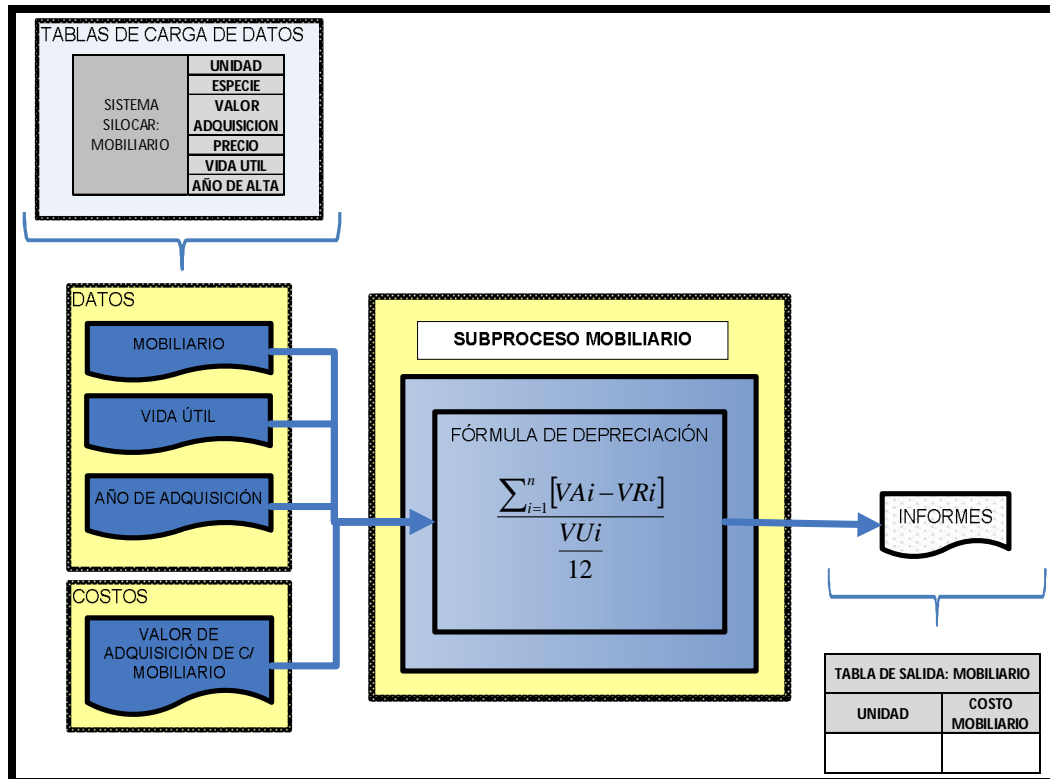 TABLAS DE CARGA DE DATOS
SISTEMA
SILOCAR:
MOBILIARIO
UNIDAD
ESPECIE
VALOR
ADQUISICION
PRECIO
VIDA UTIL
AÑO DE ALTA
DATOS
MOBILIARIO
VIDA ÚTIL
AÑO DE ADQUISICIÓN
COSTOS
VALOR DE
ADQUISIÓN DE C/
MOBILIARIO
SUBPROCESO MOBILIARIO
FÓRMULA DE DEPRECIACIÓN
∑ⁿᵢ₌₁ [VAi – VRi]
VUi
12
INFORMES
TABLA DE SALIDA: MOBILIARIO
UNIDAD
COSTO
MOBILIARIO